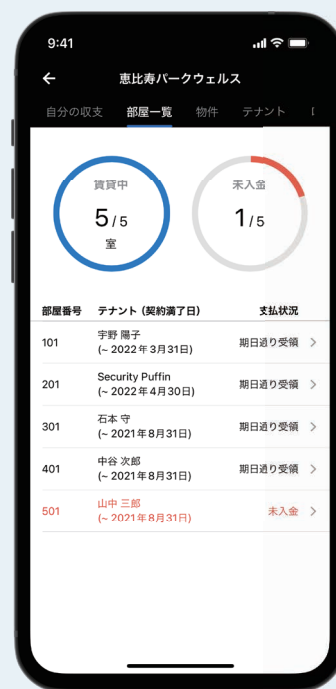 9:41
恵比寿パークウェルス
自分の収支 部屋一覧 物件 テナント
賃貸中
5/5
室
未入金
1/5
部屋番号 テナント (契約満了日) 支払状況
101 宇野 陽子 期日通り受領
(~ 2022年3月31日)
201 Security Puffin 期日通り受領
(~ 2022年4月30日)
301 石本 守 期日通り受領
(~ 2021年8月31日)
401 中谷 次郎 期日通り受領
(~ 2021年8月31日)
501 山中 三郎 未入金
(~ 2021年8月31日)